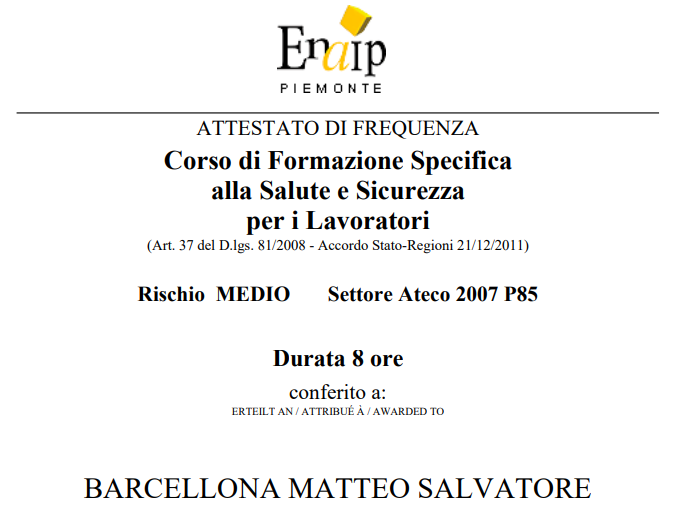 Enaip
PIEMONTE
ATTESTATO DI FREQUENZA
Corso di Formazione Specifica
alla Salute e Sicurezza
per i Lavoratori
(Art. 37 del D.lgs. 81/2008 - Accordo Stato-Regioni 21/12/2011)
Rischio MEDIO Settore Ateco 2007 P85
Durata 8 ore
conferito a:
ERTEILT AN / ATTRIBUÉ À / AWARDED TO
BARCELLONA MATTEO SALVATORE